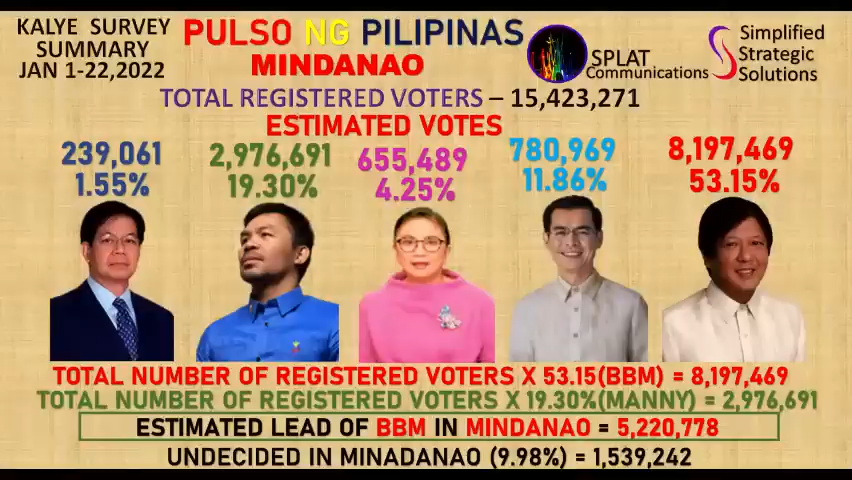 KALYE SURVEY
SUMMARY
JAN 1-22,2022
PULSO NG PILIPINAS
MINDANAO
SPLAT
Communications
Simplified
Strategic
Solutions
TOTAL REGISTERED VOTERS – 15,423,271
ESTIMATED VOTES
239,061
1.55%
2,976,691
19.30%
655,489
4.25%
780,969
11.86%
8,197,469
53.15%
TOTAL NUMBER OF REGISTERED VOTERS X 53.15(BBM) = 8,197,469
TOTAL NUMBER OF REGISTERED VOTERS X 19.30%(MANNY) = 2,976,691
ESTIMATED LEAD OF BBM IN MINDANAO = 5,220,778
UNDECIDED IN MINADANAO (9.98%) = 1,539,242